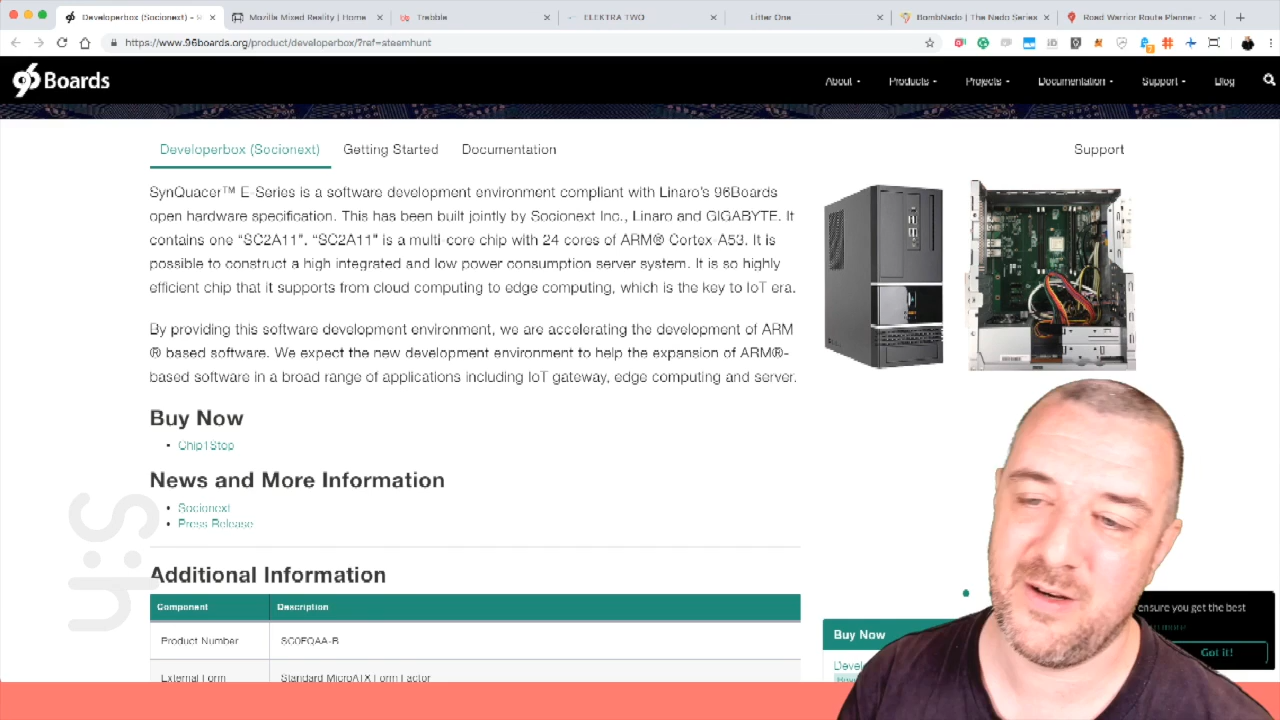 Developerbox (Socionext) -
Mozilla Mixed Reality | Home
Trebble
ELEKTRA TWO
Litter One
BombNado | The Nado Series
Road Warrior Route Planner -
https://www.96boards.org/product/developerbox/?ref=steemhunt
96Boards
About
Products
Projects
Documentation
Support
Blog
Developerbox (Socionext)
Getting Started
Documentation
Support
SynQuacer™ E-Series is a software development environment compliant with Linaro's 96Boards
open hardware specification. This has been built jointly by Socionext Inc., Linaro and GIGABYTE. It
contains one "SC2A11". "SC2A11" is a multi-core chip with 24 cores of ARM® Cortex-A53. It is
possible to construct a high integrated and low power consumption server system. It is so highly
efficient chip that it supports from cloud computing to edge computing, which is the key to IoT era.
By providing this software development environment, we are accelerating the development of ARM
® based software. We expect the new development environment to help the expansion of ARM®-
based software in a broad range of applications including IoT gateway, edge computing and server.
Buy Now
Chip1Stop
News and More Information
Socionext
Press Release
S:h
Additional Information
Component Description
Product Number
External Form Standard MicroATX Form Factor
ensure you get the best
Got it!
Buy Now